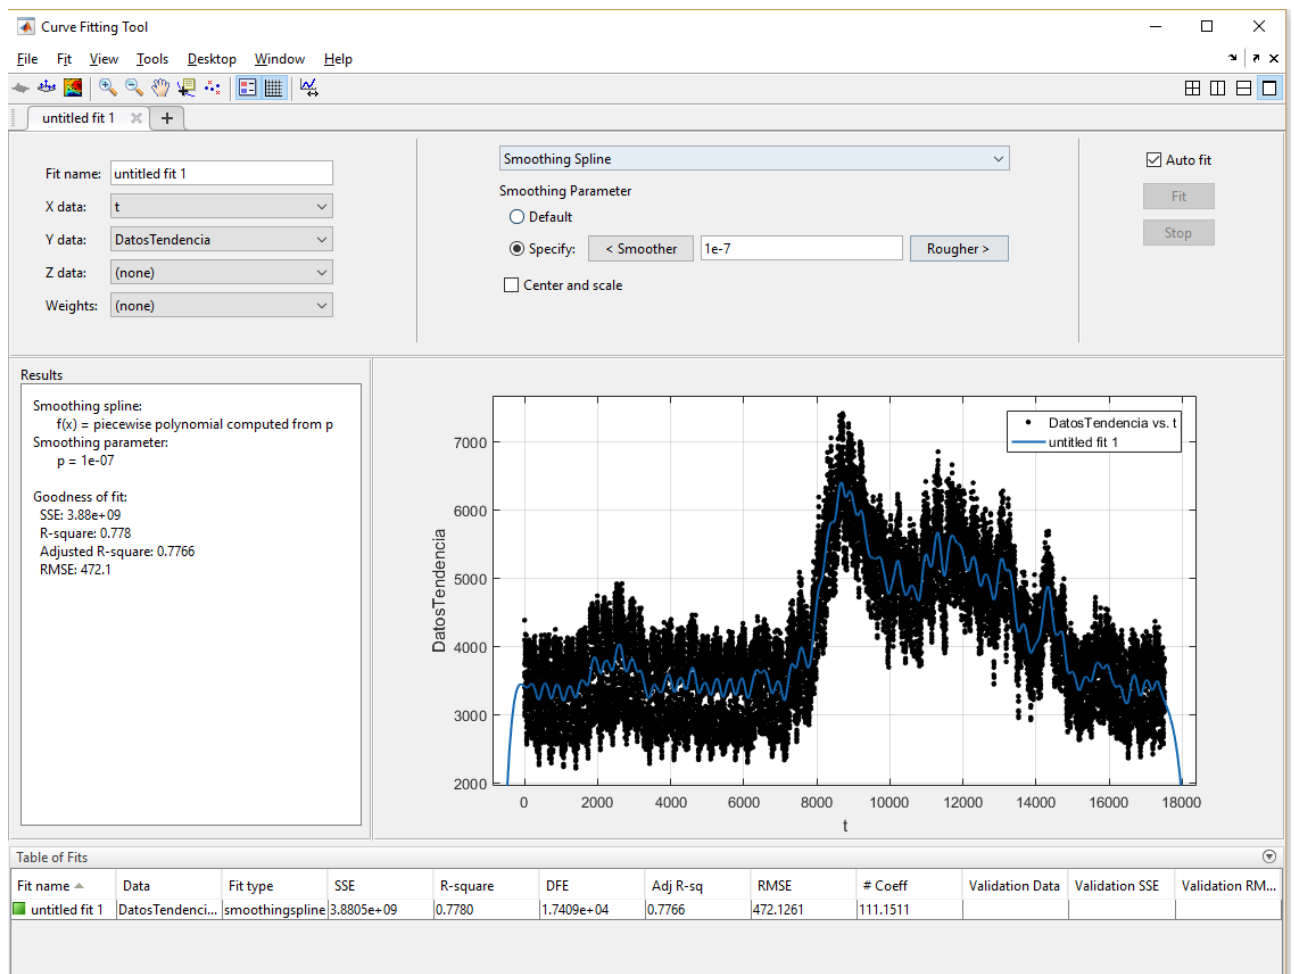 Curve Fitting Tool
File Fit View Tools Desktop Window Help
untitled fit 1
Fit name: untitled fit 1
X data: t
Y data: DatosTendencia
Z data: (none)
Weights: (none)
Smoothing Spline
Smoothing Parameter
Default
Specify: < Smoother 1e-7 Rougher >
Center and scale
Auto fit
Fit
Stop
Results
Smoothing spline:
f(x) = piecewise polynomial computed from p
Smoothing parameter:
p = 1e-07
Goodness of fit:
SSE: 3.88e+09
R-square: 0.778
Adjusted R-square: 0.7766
RMSE: 472.1
DatosTendencia vs. t
untitled fit 1
7000
6000
5000
4000
3000
2000
DatosTendencia
0 2000 4000 6000 8000 10000 12000 14000 16000 18000
t
Table of Fits
Fit name Data Fit type SSE R-square DFE Adj R-sq RMSE # Coeff Validation Data Validation SSE Validation RM...
untitled fit 1 DatosTendenci... smoothingspline 3.8805e+09 0.7780 1.7409e+04 0.7766 472.1261 111.1511